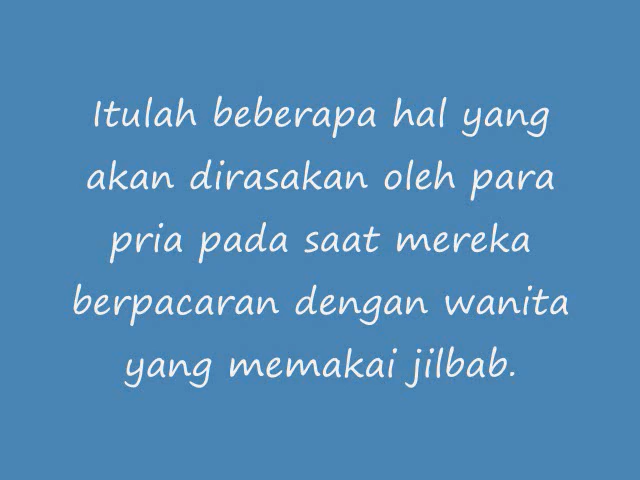 Itulah beberapa hal yang
akan dirasakan oleh para
pria pada saat mereka
berpacaran dengan wanita
yang memakai jilbab.